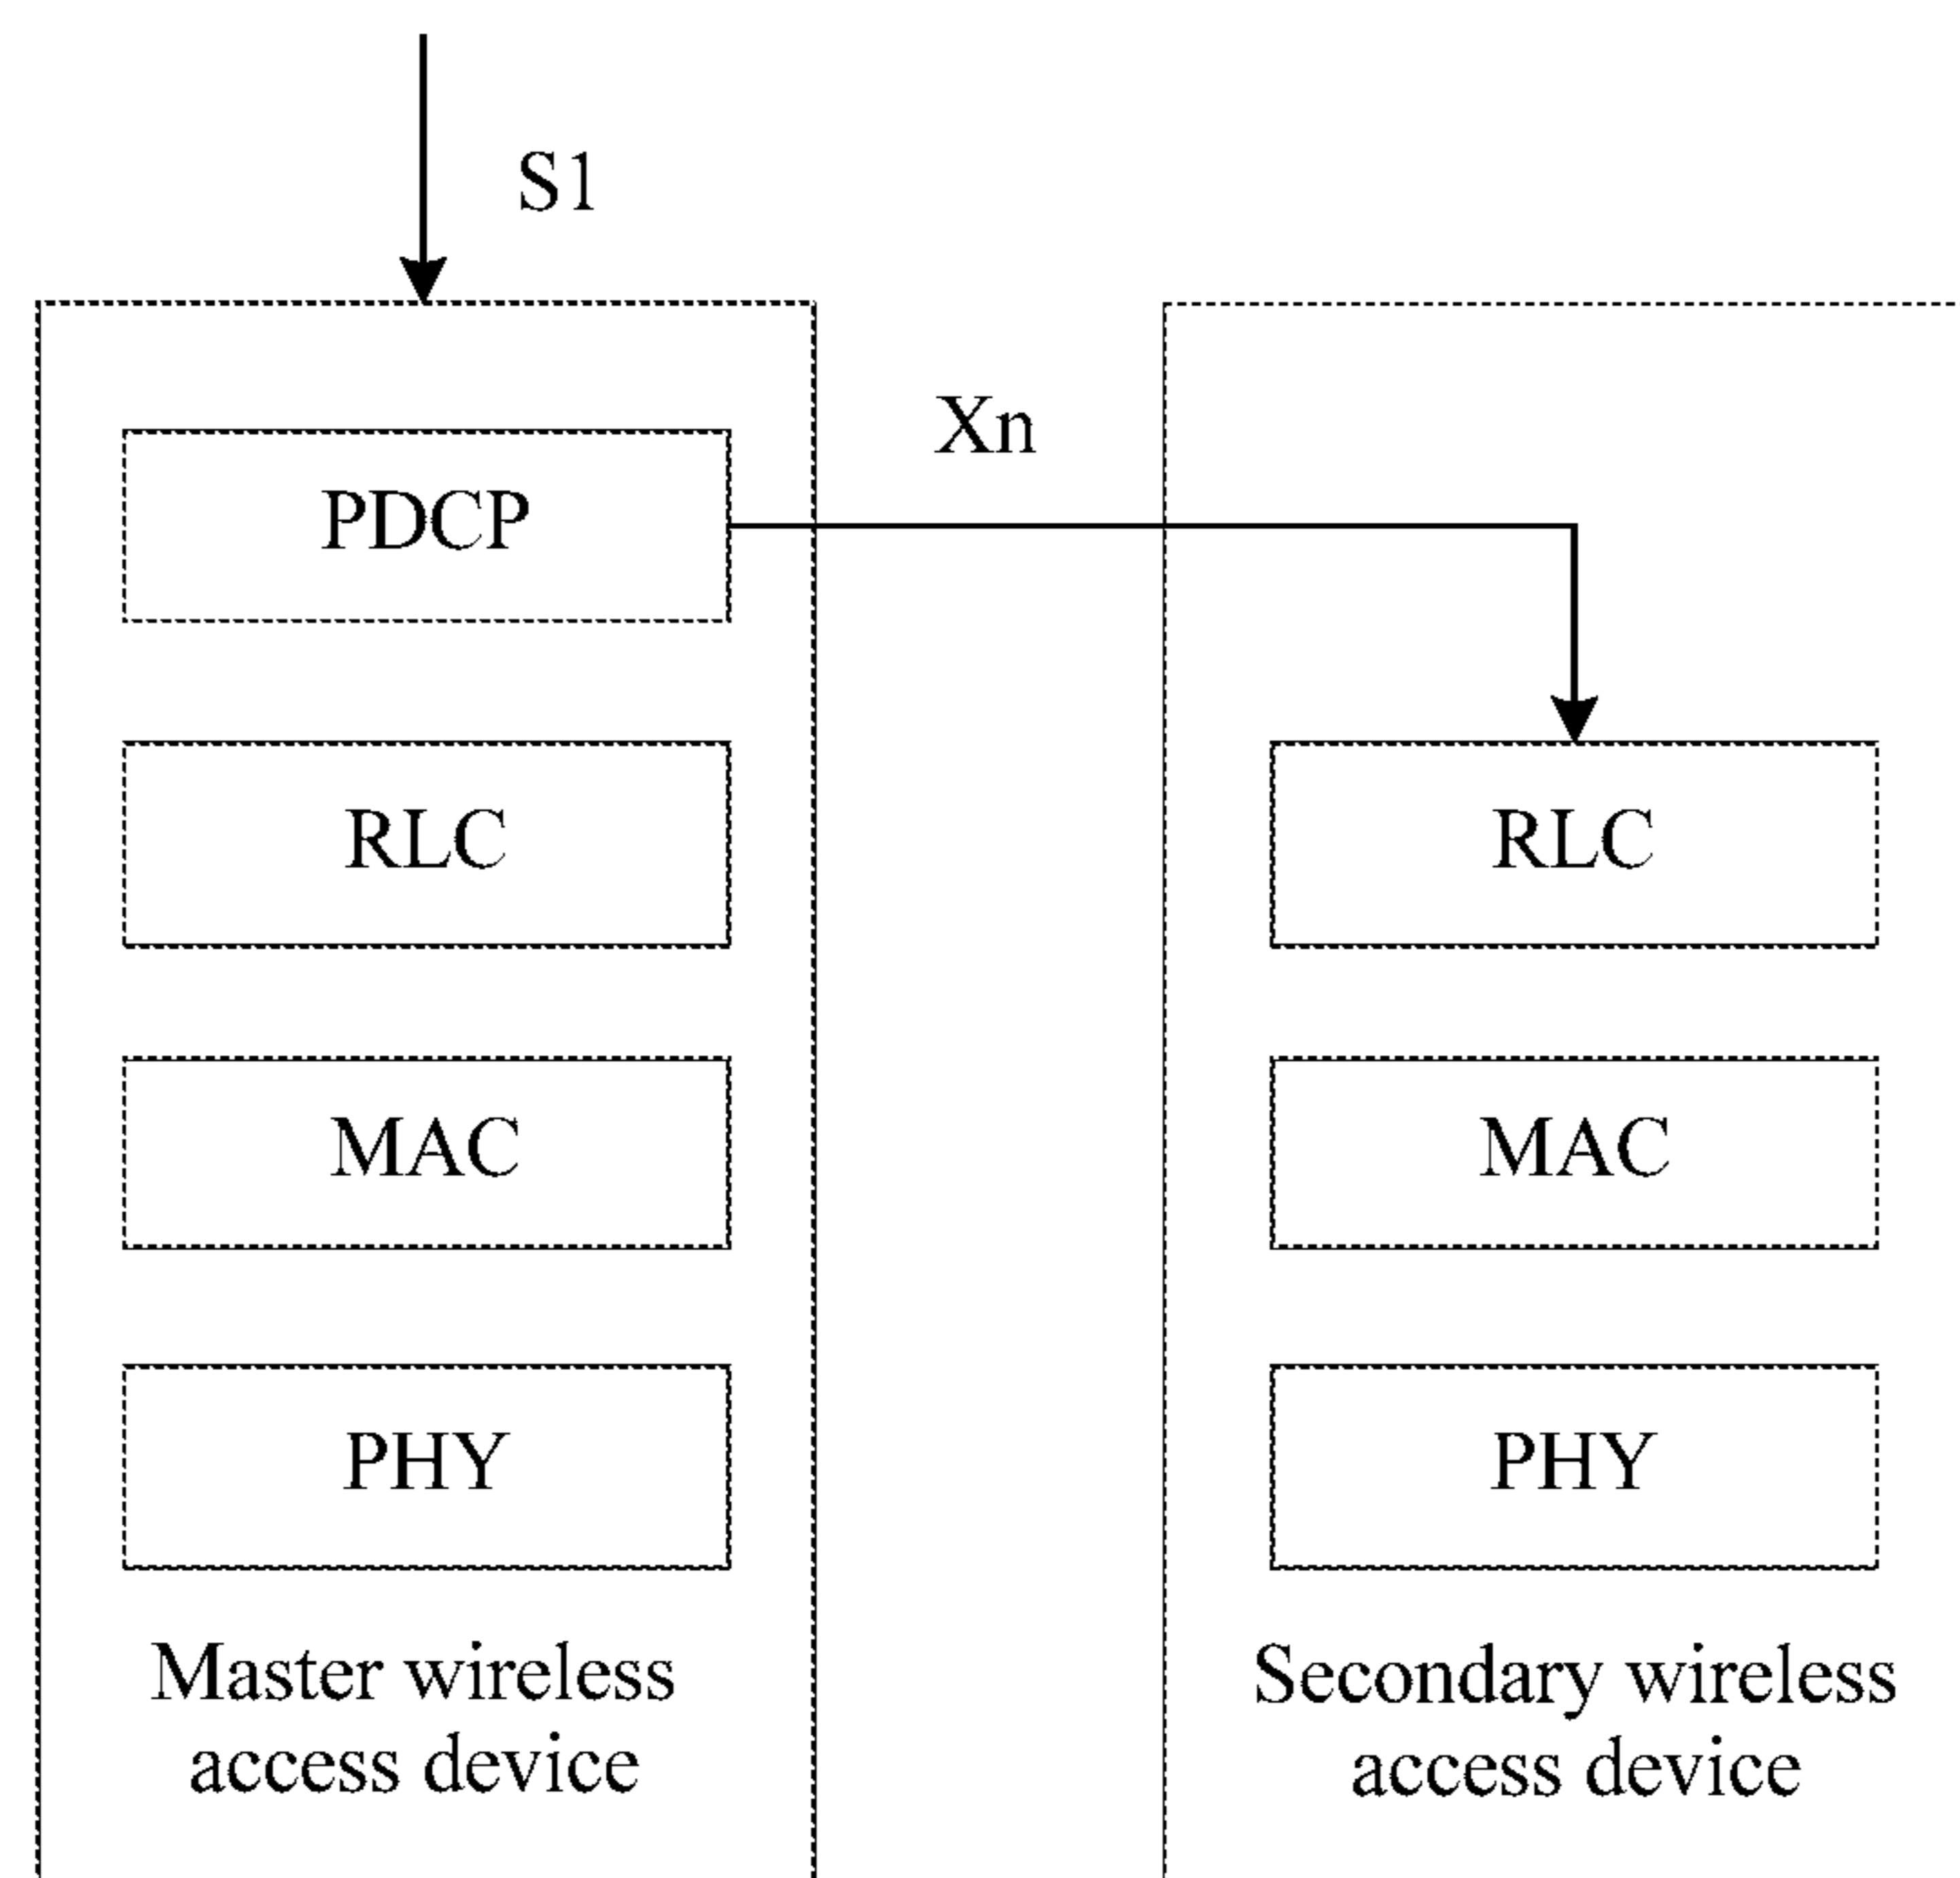 S1
Xn
PDCP
RLC
RLC
MAC
MAC
PHY
PHY
Master wireless
access device
Secondary wireless
access device